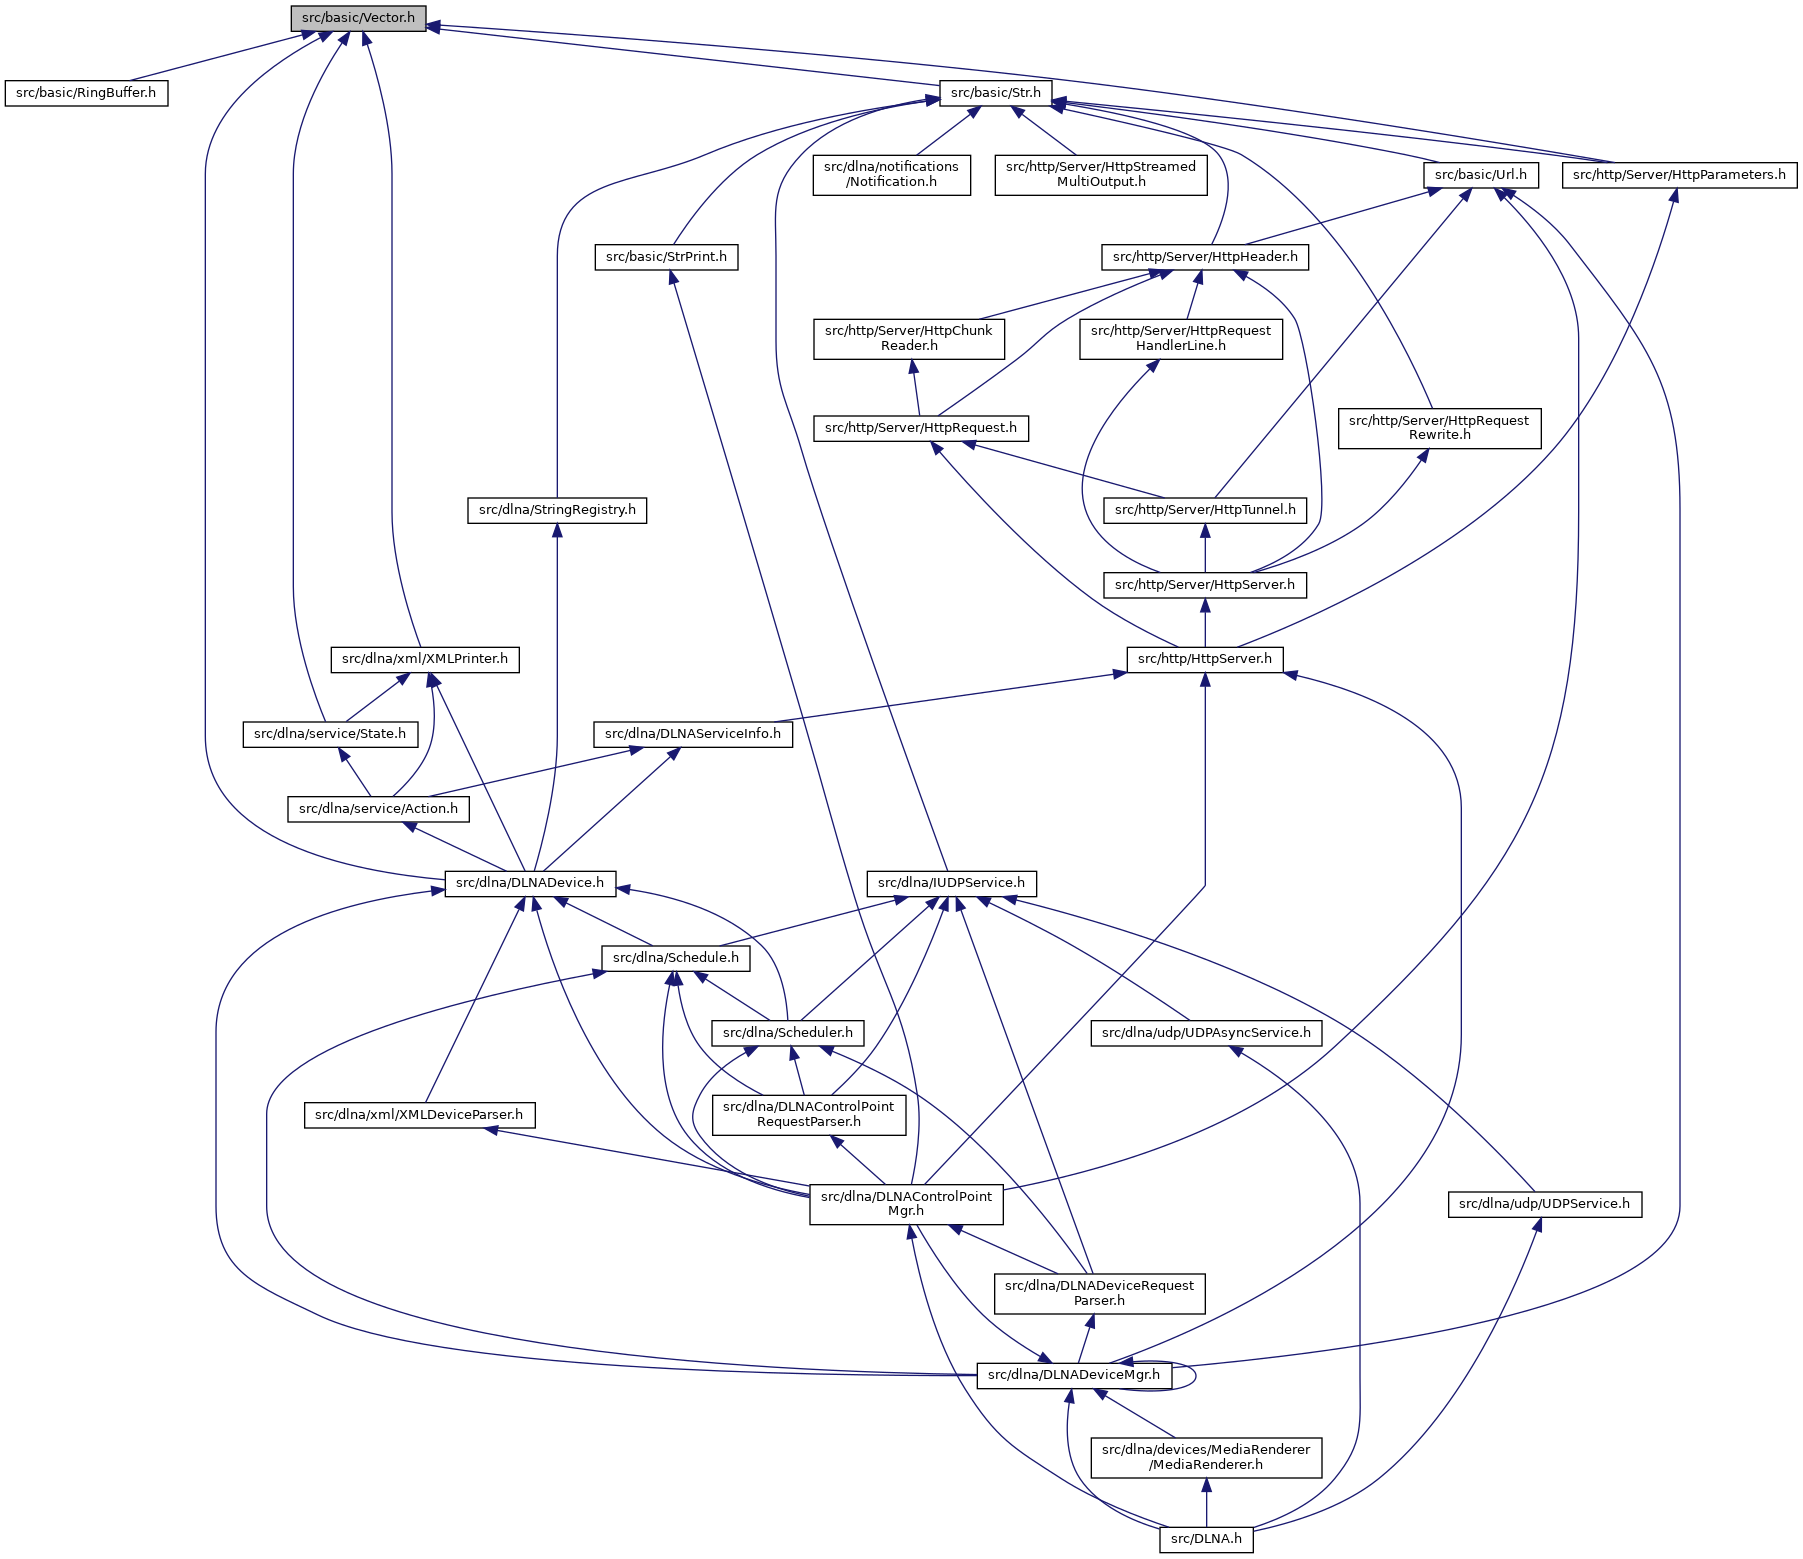 src/basic/Vector.h
src/basic/RingBuffer.h
src/basic/Str.h
src/dlna/notifications
/Notification.h
src/http/Server/HttpStreamed
MultiOutput.h
src/basic/Url.h
src/http/Server/HttpParameters.h
src/basic/StrPrint.h
src/http/Server/HttpHeader.h
src/http/Server/HttpChunk
Reader.h
src/http/Server/HttpRequest
HandlerLine.h
src/http/Server/HttpRequest.h
src/http/Server/HttpRequest
Rewrite.h
src/dlna/StringRegistry.h
src/http/Server/HttpTunnel.h
src/http/Server/HttpServer.h
src/dlna/xml/XMLPrinter.h
src/http/HttpServer.h
src/dlna/service/State.h
src/dlna/DLNAServiceInfo.h
src/dlna/service/Action.h
src/dlna/DLNADevice.h
src/dlna/IUDPService.h
src/dlna/Schedule.h
src/dlna/Scheduler.h
src/dlna/udp/UDPAsyncService.h
src/dlna/xml/XMLDeviceParser.h
src/dlna/DLNAControlPoint
RequestParser.h
src/dlna/DLNAControlPoint
Mgr.h
src/dlna/udp/UDPService.h
src/dlna/DLNADeviceRequest
Parser.h
src/dlna/DLNADeviceMgr.h
src/dlna/devices/MediaRenderer
/MediaRenderer.h
src/DLNA.h